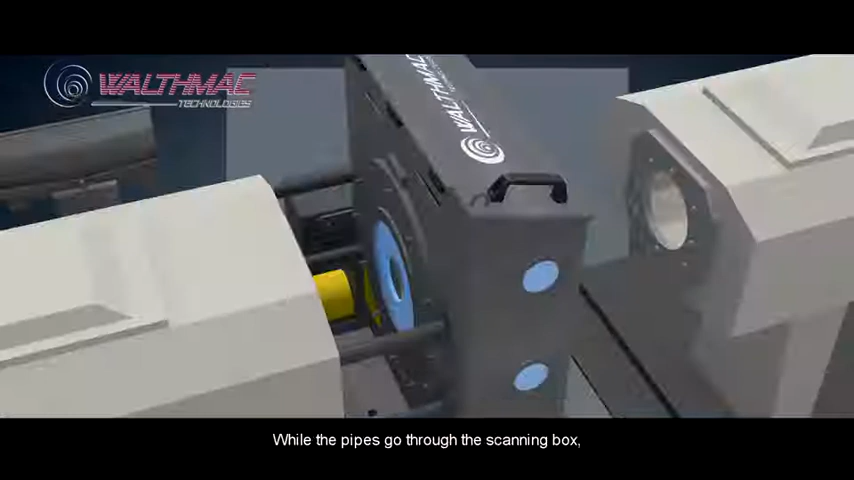 WALTHMAC
TECHNOLOGIES
WALTHMAC
While the pipes go through the scanning box,